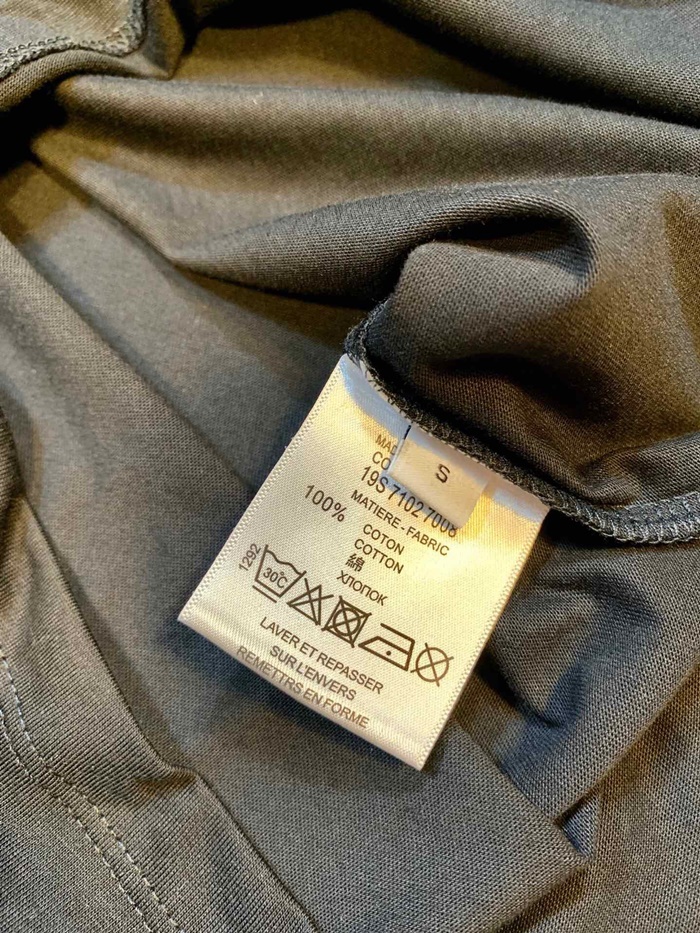 S
19S 7102 7008
MATIERE - FABRIC
100% COTON
COTTON
綿
ХЛОПОК
1292
30°C
LAVER ET REPASSER
SUR L'ENVERS
REMETTRS EN FORME